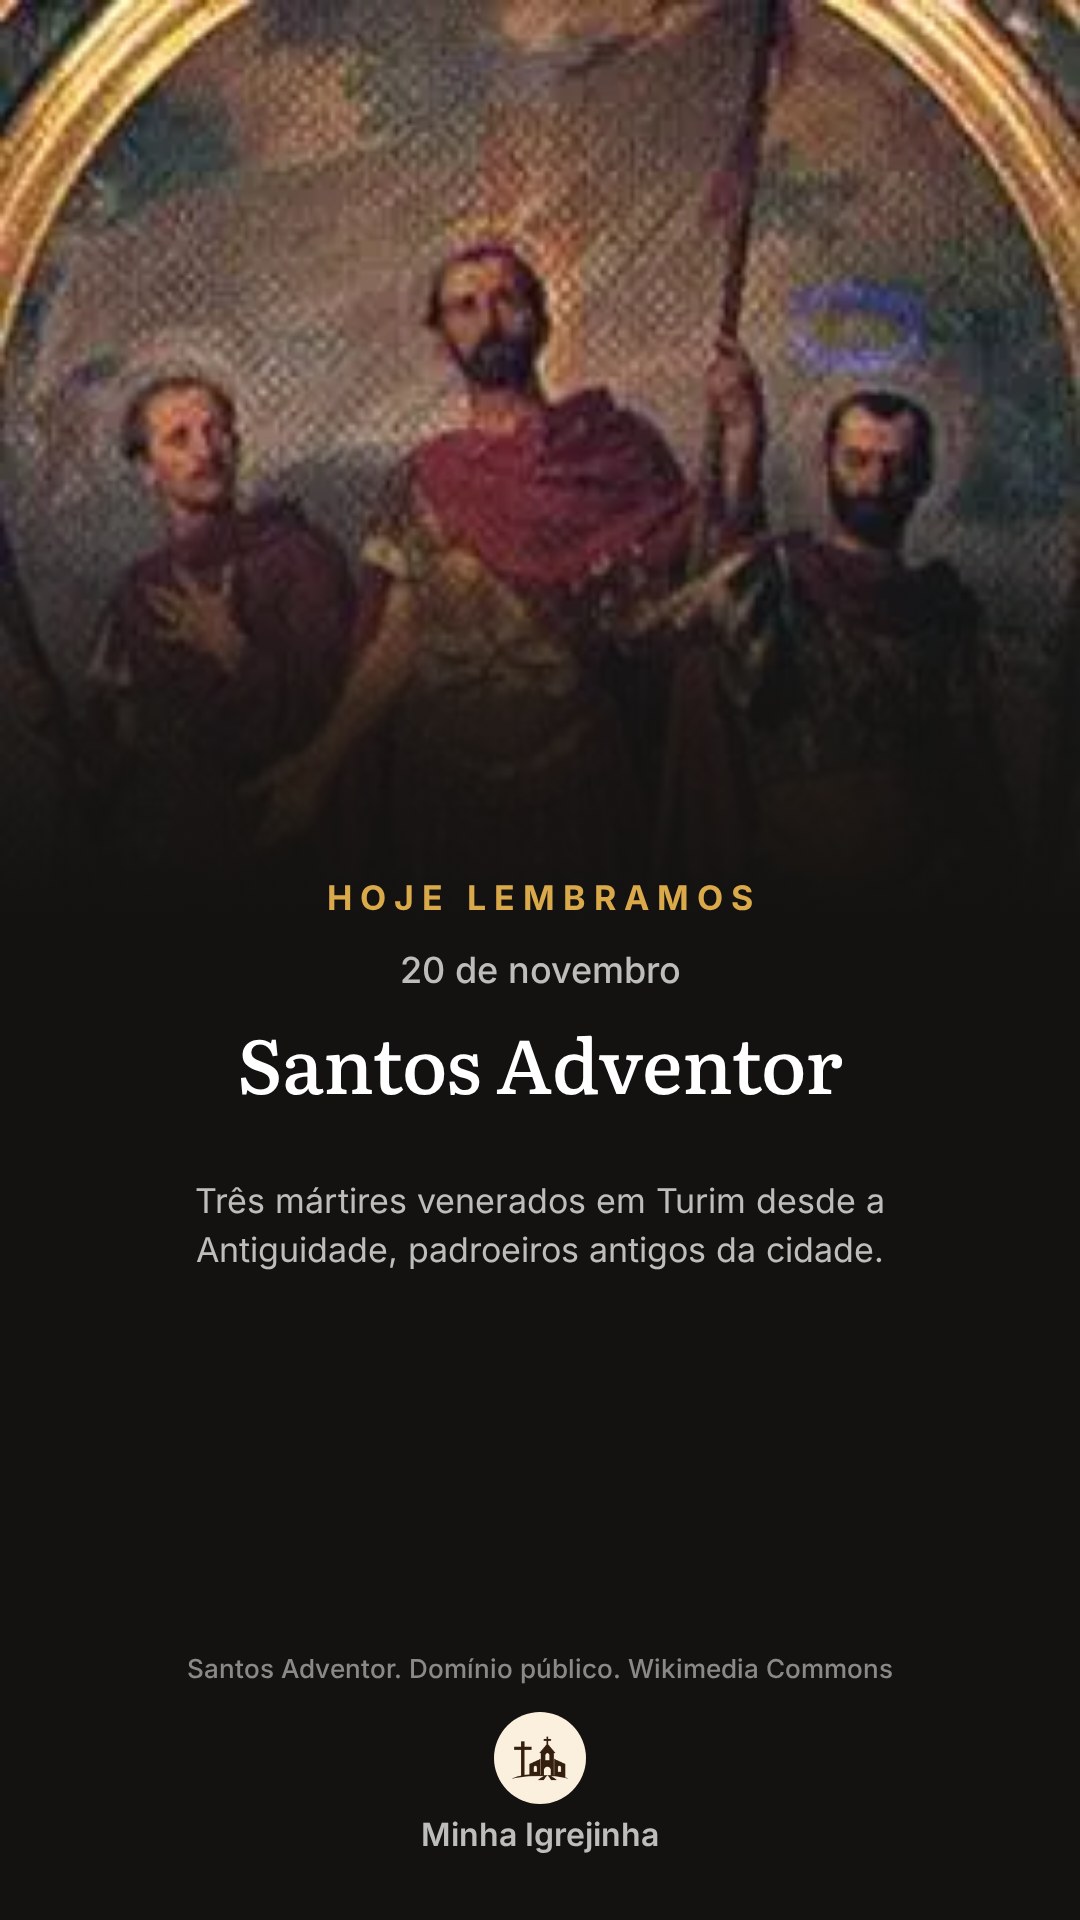 HOJE LEMBRAMOS
20 de novembro
Santos Adventor
Três mártires venerados em Turim desde a
Antiguidade, padroeiros antigos da cidade.
Santos Adventor. Domínio público. Wikimedia Commons
Minha Igrejinha